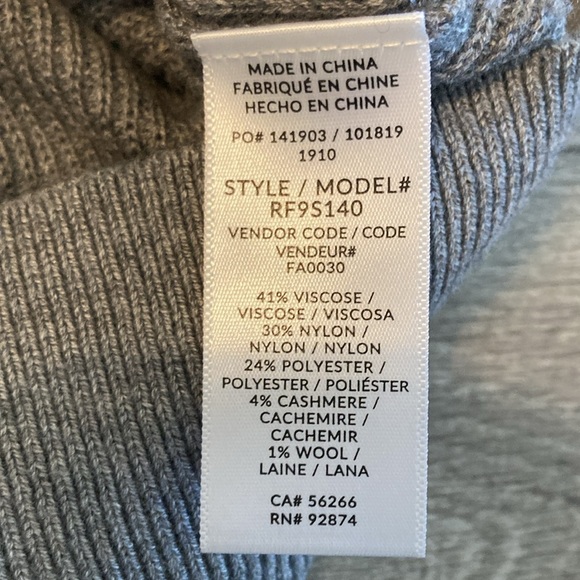 MADE IN CHINA
FABRIQUÉ EN CHINE
HECHO EN CHINA
PO# 141903 / 101819
1910
STYLE / MODEL#
RF9S140
VENDOR CODE / CODE
VENDEUR#
FA0030
41% VISCOSE /
VISCOSE / VISCOSA
30% NYLON /
NYLON / NYLON
24% POLYESTER /
POLYESTER / POLIÉSTER
4% CASHMERE /
CACHEMIRE /
CACHEMIR
1% WOOL /
LAINE / LANA
CA# 56266
RN# 92874